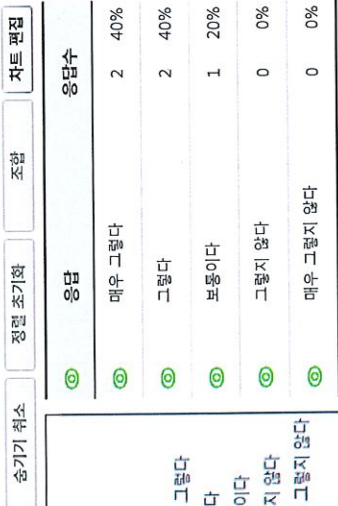 숨기기 취소 정렬 초기화 조합 차트 편집
응답 응답수
매우 그렇다 2 40%
그렇다 2 40%
보통이다 1 20%
그렇지 않다 0 0%
매우 그렇지 않다 0 0%
그렇다
다
이다
지 않다
그렇지 않다